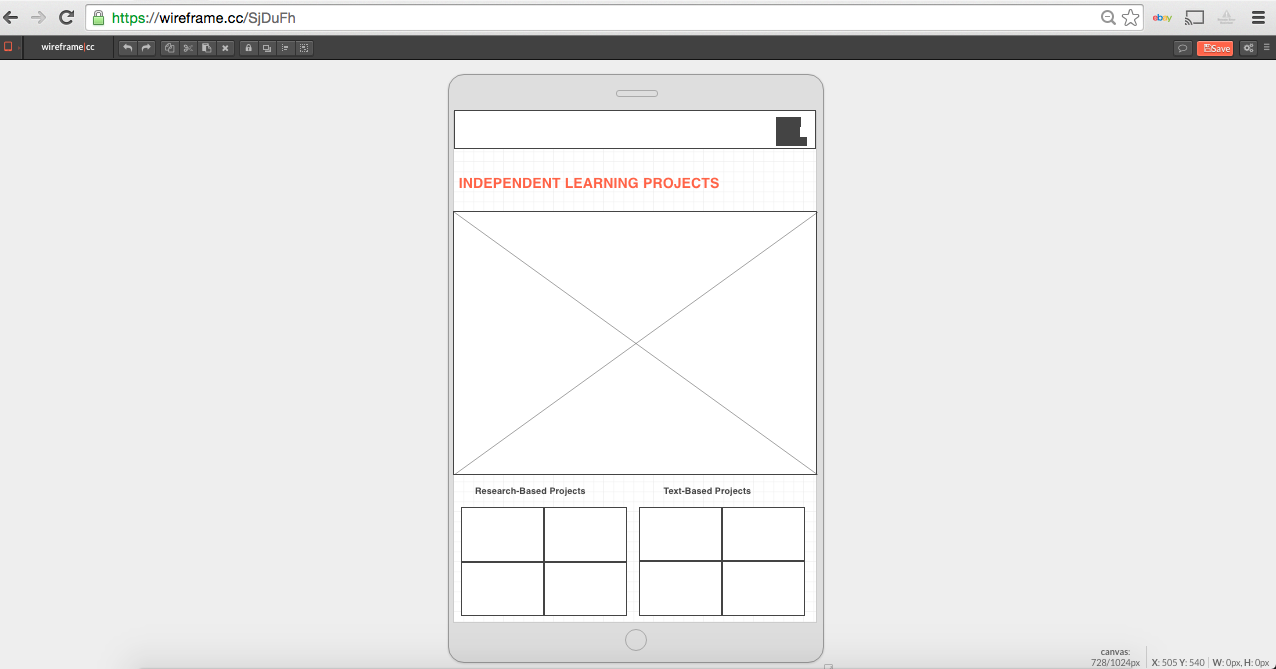 https://wireframe.cc/SjDuFh
ebay
wireframe|cc
Save
INDEPENDENT LEARNING PROJECTS
Research-Based Projects
Text-Based Projects
canvas:
728/1024px
X: 505 Y: 540
W: 0px, H: 0px